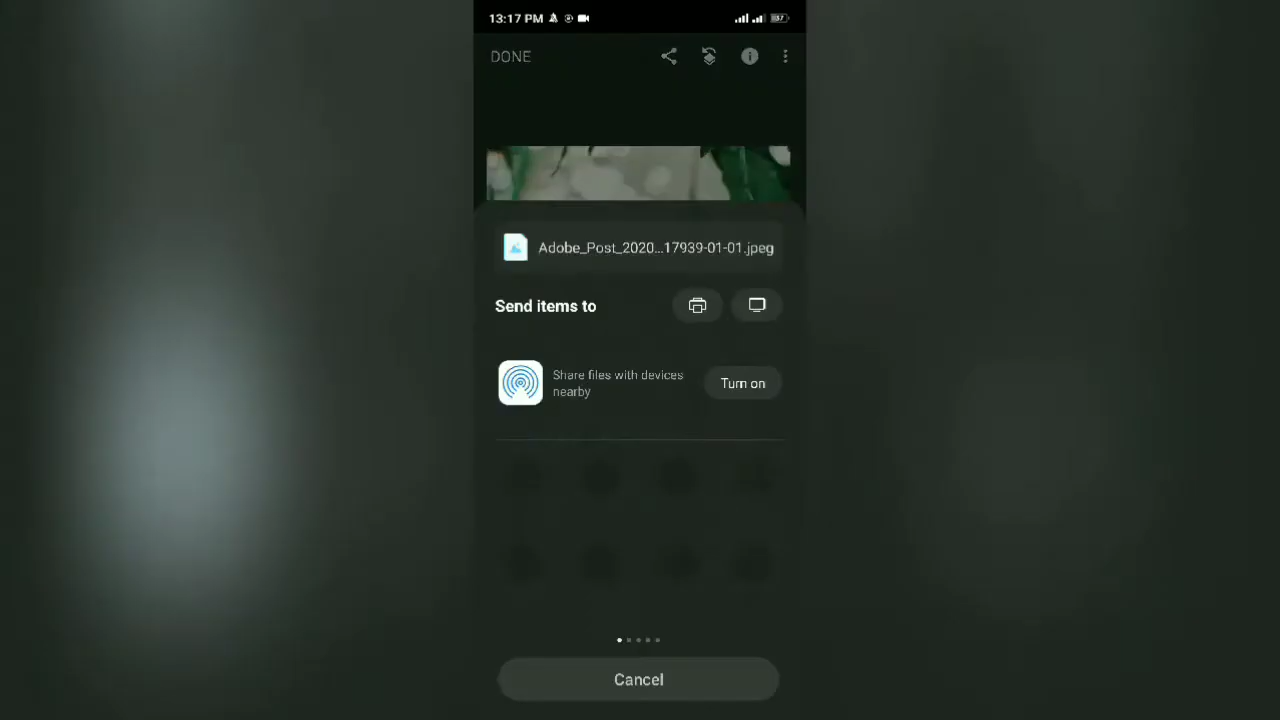 13:17 PM
57
DONE
Adobe_Post_2020...17939-01-01.jpeg
Send items to
Share files with devices
nearby
Turn on
Cancel